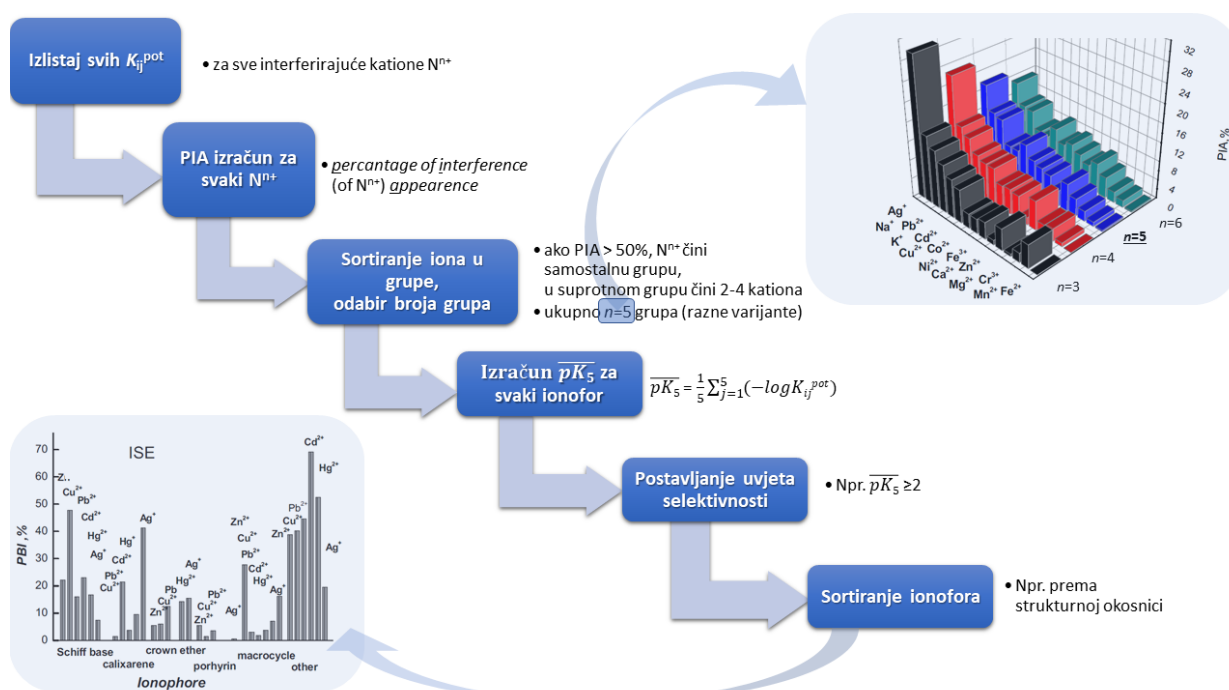 Izlistaj svih Kᵢⱼᵖᵒᵗ
• za sve interferirajuće katione Nⁿ⁺
PIA izračun za
svaki Nⁿ⁺
• percantage of interference
(of Nⁿ⁺) appearence
Sortiranje iona u
grupe,
odabir broja grupa
• ako PIA > 50%, Nⁿ⁺ čini
samostalnu grupu,
u suprotnom grupu čini 2-4 kationa
• ukupno n=5 grupa (razne varijante)
Izračun p̅K̅₅̅ za
svaki ionofor
p̅K̅₅̅ = 1/5 ∑⁵ⱼ₌₁(−logKᵢⱼᵖᵒᵗ)
Postavljanje uvjeta
selektivnosti
• Npr. p̅K̅₅̅ ≥2
Sortiranje ionofora
• Npr. prema
strukturnoj okosnici
32
28
24
20
16
12
8
4
0
PIA,%
Ag⁺
Na⁺ Pb²⁺
K⁺ Cd²⁺
Cu²⁺ Co²⁺
Fe³⁺
Ni²⁺ Zn²⁺
Ca²⁺
Mg²⁺ Cr³⁺
Mn²⁺ Fe²⁺
n=3
n=4
n=5
n=6
ISE
PBI,%
70
60
50
40
30
20
10
0
Z..
Cu²⁺
Pb²⁺
Cd²⁺
Hg²⁺
Ag⁺
Cu²⁺
Pb²⁺
Cd²⁺
Hg⁺
Ag⁺
Zn²⁺
Cu²⁺
Pb
Hg²⁺
Ag⁺
Zn²⁺
Cu²⁺
Pb²⁺
Ag⁺
Zn²⁺
Cu²⁺
Pb²⁺
Cd²⁺
Hg²⁺
Ag⁺
Zn²⁺
Cu²⁺
Pb²⁺
Cd²⁺
Hg²⁺
Ag⁺
Schiff base
calixarene
crown ether
porhyrin
macrocycle
other
Ionophore